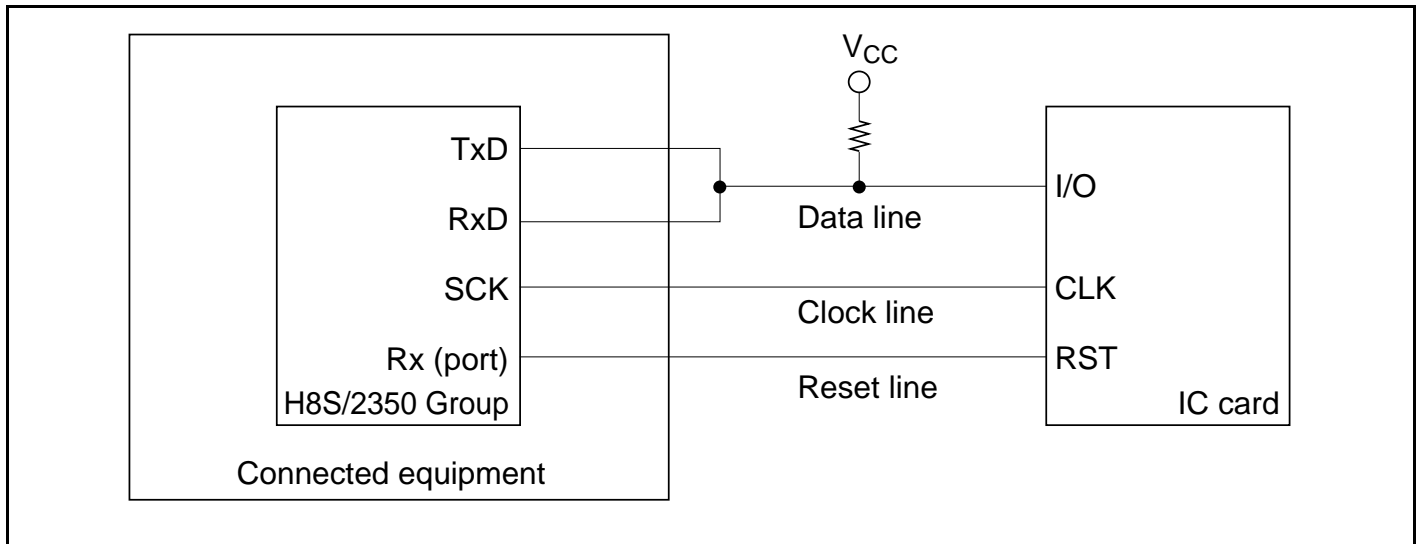 VCC
TxD
RxD
SCK
Rx (port)
H8S/2350 Group
Connected equipment
Data line
Clock line
Reset line
I/O
CLK
RST
IC card